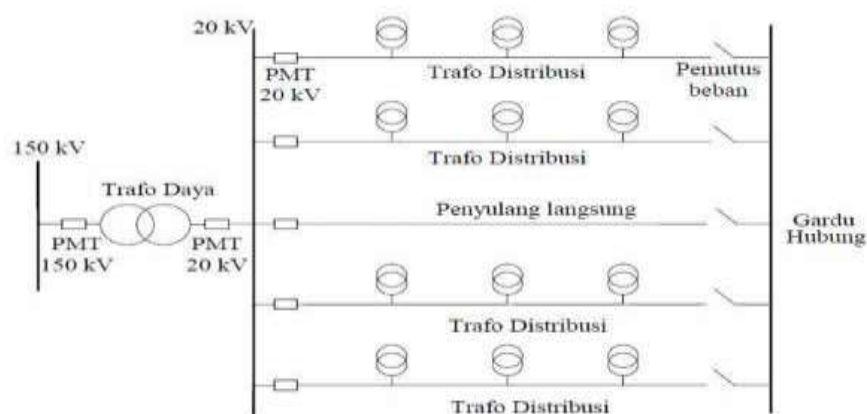 20 kV
PMT
20 kV
Trafo Distribusi
Pemutus
beban
Trafo Distribusi
150 kV
Trafo Daya
PMT
150 kV
PMT
20 kV
Penyulang langsung
Gardu
Hubung
Trafo Distribusi
Trafo Distribusi